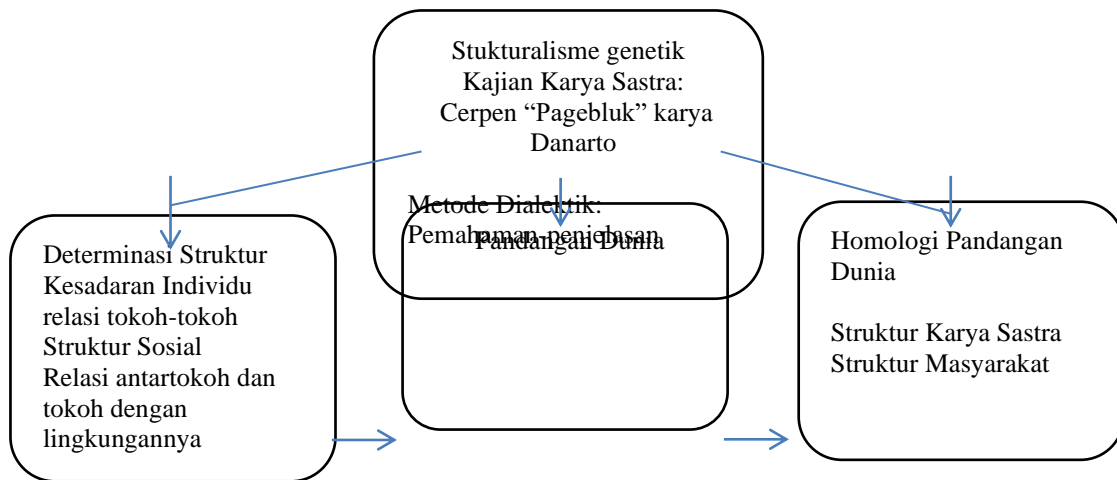 Stukturalisme genetik
Kajian Karya Sastra:
Cerpen “Pagebluk” karya
Danarto
Metode Dialektik:
Pemahaman-penjelasan
Determinasi Struktur
Kesadaran Individu
relasi tokoh-tokoh
Struktur Sosial
Relasi antartokoh dan
tokoh dengan
lingkungannya
Pandangan Dunia
Homologi Pandangan
Dunia
Struktur Karya Sastra
Struktur Masyarakat